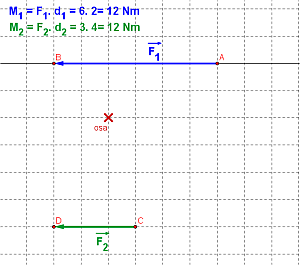 M₁ = F₁. d₁ = 6. 2= 12 Nm
M₂ = F₂. d₂ = 3. 4= 12 Nm
F₁
B A
osa
D C
F₂